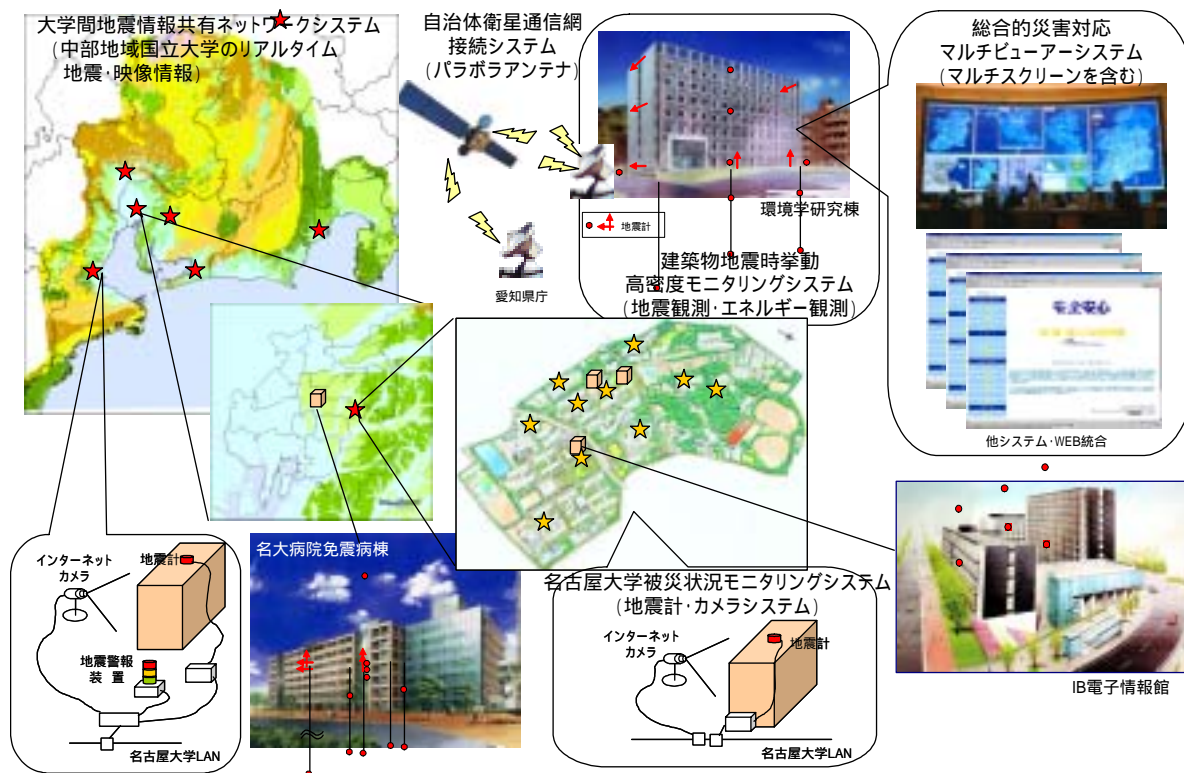 大学間地震情報共有ネットワークシステム
(中部地域国立大学のリアルタイム
地震・映像情報)
自治体衛星通信網
接続システム
(パラボラアンテナ)
愛知県庁
環境学研究棟
地震計
建築物地震時挙動
高密度モニタリングシステム
(地震観測・エネルギー観測)
総合的災害対応
マルチビューアーシステム
(マルチスクリーンを含む)
安全安心
他システム・WEB統合
インターネット
カメラ
地震計
地震警報
装 置
名古屋大学LAN
名大病院免震病棟
名古屋大学被災状況モニタリングシステム
(地震計・カメラシステム)
インターネット
カメラ
地震計
名古屋大学LAN
IB電子情報館